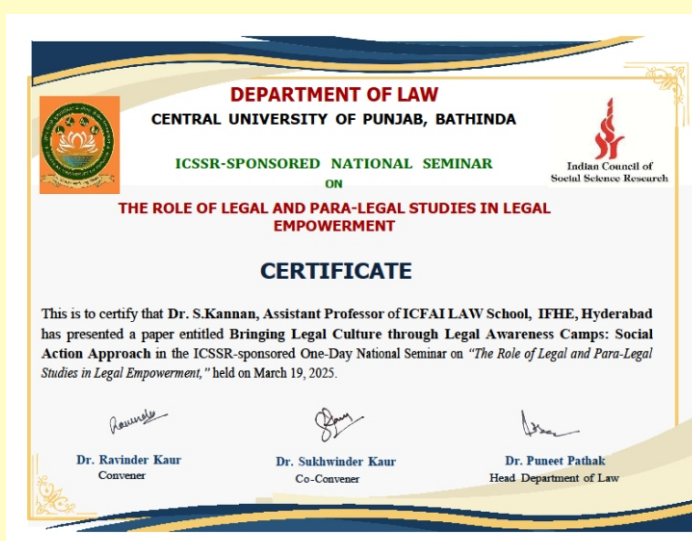 DEPARTMENT OF LAW
CENTRAL UNIVERSITY OF PUNJAB, BATHINDA
ICSSR-SPONSORED NATIONAL SEMINAR
ON
THE ROLE OF LEGAL AND PARA-LEGAL STUDIES IN LEGAL
EMPOWERMENT
Indian Council of
Social Science Research
CERTIFICATE
This is to certify that Dr. S.Kannan, Assistant Professor of ICFAI LAW School, IFHE, Hyderabad
has presented a paper entitled Bringing Legal Culture through Legal Awareness Camps: Social
Action Approach in the ICSSR-sponsored One-Day National Seminar on "The Role of Legal and Para-Legal
Studies in Legal Empowerment," held on March 19, 2025.
Dr. Ravinder Kaur
Convener
Dr. Sukhwinder Kaur
Co-Convener
Dr. Puneet Pathak
Head Department of Law